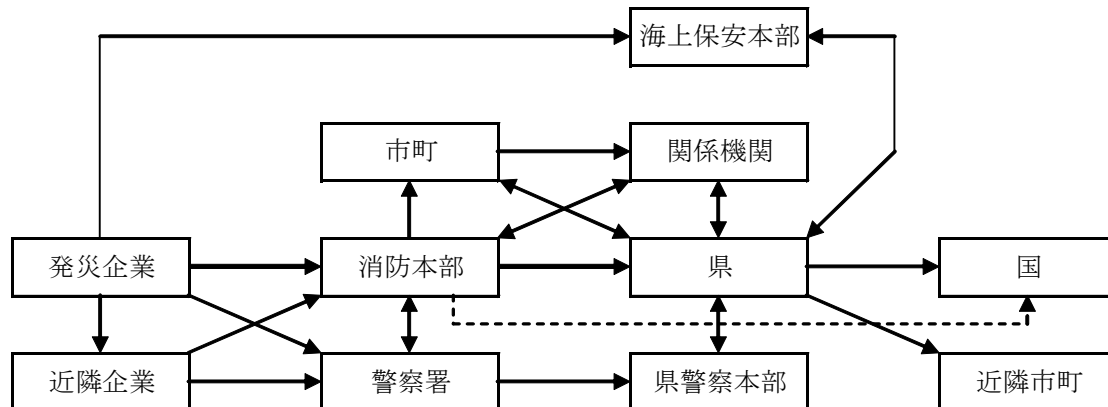 海上保安本部
市町
関係機関
発災企業
消防本部
県
国
近隣企業
警察署
県警察本部
近隣市町